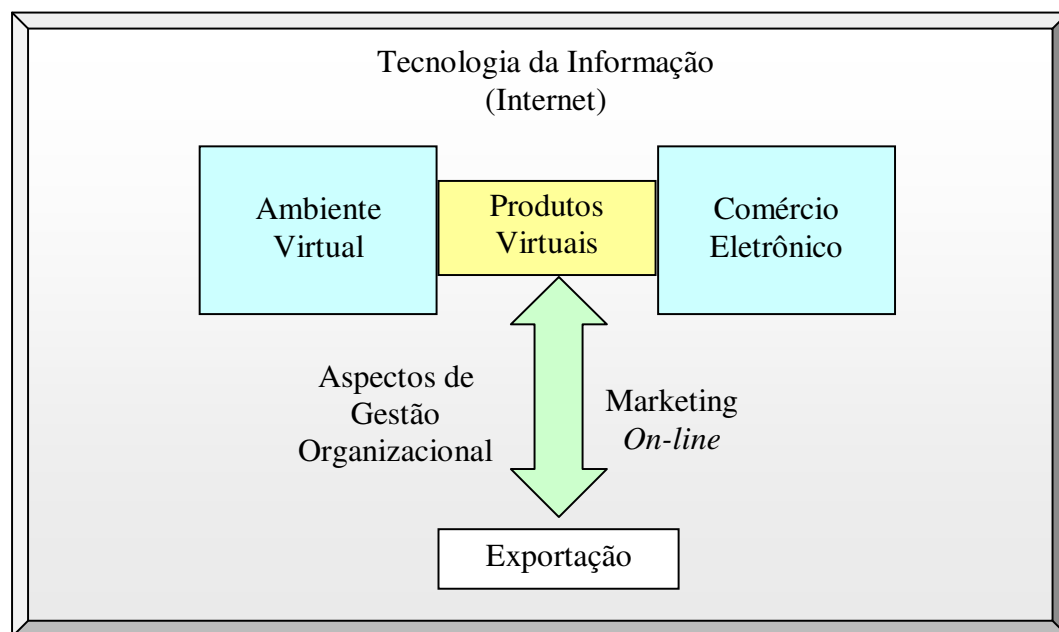 Tecnologia da Informação
(Internet)
Ambiente
Virtual
Produtos
Virtuais
Comércio
Eletrônico
Aspectos de
Gestão
Organizacional
Marketing
On-line
Exportação